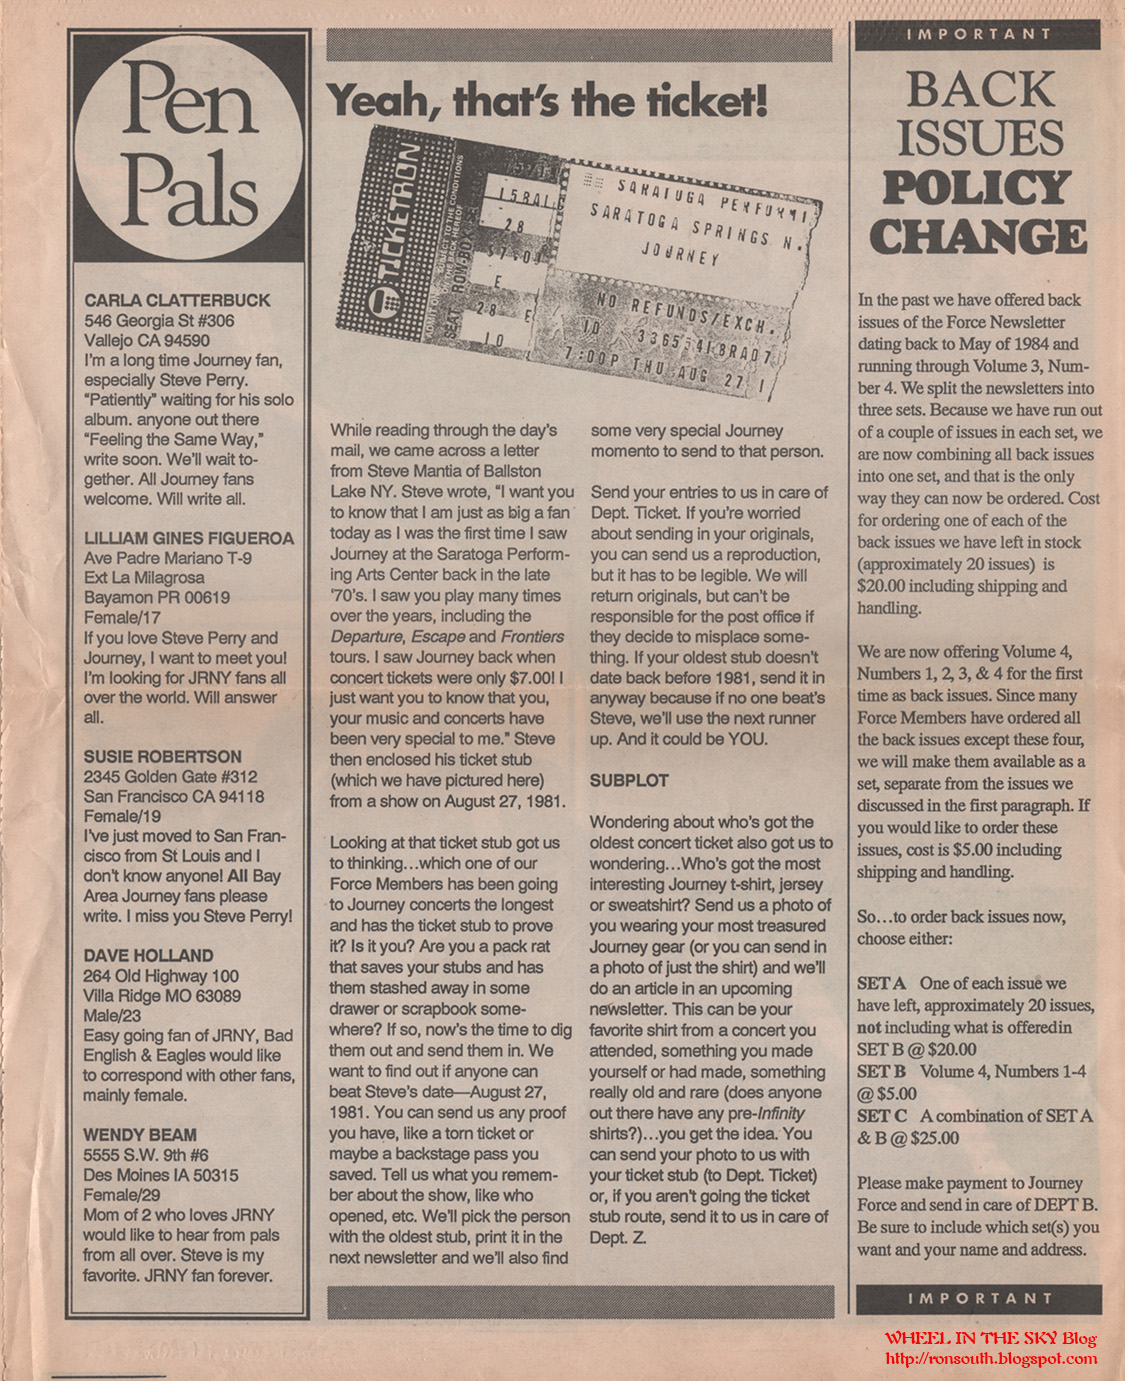 Pen
Pals
CARLA CLATTERBUCK
546 Georgia St #306
Vallejo CA 94590
I'm a long time Journey fan,
especially Steve Perry.
"Patiently" waiting for his solo
album. anyone out there
"Feeling the Same Way,"
write soon. We'll wait to-
gether. All Journey fans
welcome. Will write all.
LILLIAM GINES FIGUEROA
Ave Padre Mariano T-9
Ext La Milagrosa
Bayamon PR 00619
Female/17
If you love Steve Perry and
Journey, I want to meet you!
I'm looking for JRNY fans all
over the world. Will answer
all.
SUSIE ROBERTSON
2345 Golden Gate #312
San Francisco CA 94118
Female/19
I've just moved to San Fran-
cisco from St Louis and I
don't know anyone! All Bay
Area Journey fans please
write. I miss you Steve Perry!
DAVE HOLLAND
264 Old Highway 100
Villa Ridge MO 63089
Male/23
Easy going fan of JRNY, Bad
English & Eagles would like
to correspond with other fans,
mainly female.
WENDY BEAM
5555 S.W. 9th #6
Des Moines IA 50315
Female/29
Mom of 2 who loves JRNY
would like to hear from pals
from all over. Steve is my
favorite. JRNY fan forever.
Yeah, that's the ticket!
TICKETRON
SEAT ROW·BOX
15BAL
28
E
28 E
10
SARATOGA PERFORMI
SARATOGA SPRINGS N.
JOURNEY
NO REFUNDS/EXCH.
7:00P THU AUG 27 1
While reading through the day's
mail, we came across a letter
from Steve Mantia of Ballston
Lake NY. Steve wrote, "I want you
to know that I am just as big a fan
today as I was the first time I saw
Journey at the Saratoga Perform-
ing Arts Center back in the late
'70's. I saw you play many times
over the years, including the
Departure, Escape and Frontiers
tours. I saw Journey back when
concert tickets were only $7.00! I
just want you to know that you,
your music and concerts have
been very special to me." Steve
then enclosed his ticket stub
(which we have pictured here)
from a show on August 27, 1981.
Looking at that ticket stub got us
to thinking...which one of our
Force Members has been going
to Journey concerts the longest
and has the ticket stub to prove
it? Is it you? Are you a pack rat
that saves your stubs and has
them stashed away in some
drawer or scrapbook some-
where? If so, now's the time to dig
them out and send them in. We
want to find out if anyone can
beat Steve's date—August 27,
1981. You can send us any proof
you have, like a torn ticket or
maybe a backstage pass you
saved. Tell us what you remem-
ber about the show, like who
opened, etc. We'll pick the person
with the oldest stub, print it in the
next newsletter and we'll also find
some very special Journey
momento to send to that person.
Send your entries to us in care of
Dept. Ticket. If you're worried
about sending in your originals,
you can send us a reproduction,
but it has to be legible. We will
return originals, but can't be
responsible for the post office if
they decide to misplace some-
thing. If your oldest stub doesn't
date back before 1981, send it in
anyway because if no one beat's
Steve, we'll use the next runner
up. And it could be YOU.
SUBPLOT
Wondering about who's got the
oldest concert ticket also got us to
wondering...Who's got the most
interesting Journey t-shirt, jersey
or sweatshirt? Send us a photo of
you wearing your most treasured
Journey gear (or you can send in
a photo of just the shirt) and we'll
do an article in an upcoming
newsletter. This can be your
favorite shirt from a concert you
attended, something you made
yourself or had made, something
really old and rare (does anyone
out there have any pre-Infinity
shirts?)...you get the idea. You
can send your photo to us with
your ticket stub (to Dept. Ticket)
or, if you aren't going the ticket
stub route, send it to us in care of
Dept. Z.
IMPORTANT
BACK
ISSUES
POLICY
CHANGE
In the past we have offered back
issues of the Force Newsletter
dating back to May of 1984 and
running through Volume 3, Num-
ber 4. We split the newsletters into
three sets. Because we have run out
of a couple of issues in each set, we
are now combining all back issues
into one set, and that is the only
way they can now be ordered. Cost
for ordering one of each of the
back issues we have left in stock
(approximately 20 issues) is
$20.00 including shipping and
handling.
We are now offering Volume 4,
Numbers 1, 2, 3, & 4 for the first
time as back issues. Since many
Force Members have ordered all
the back issues except these four,
we will make them available as a
set, separate from the issues we
discussed in the first paragraph. If
you would like to order these
issues, cost is $5.00 including
shipping and handling.
So...to order back issues now,
choose either:
SET A One of each issue we
have left, approximately 20 issues,
not including what is offeredin
SET B @ $20.00
SET B Volume 4, Numbers 1-4
@ $5.00
SET C A combination of SET A
& B @ $25.00
Please make payment to Journey
Force and send in care of DEPT B.
Be sure to include which set(s) you
want and your name and address.
IMPORTANT
WHEEL IN THE SKY Blog
http://ronsouth.blogspot.com